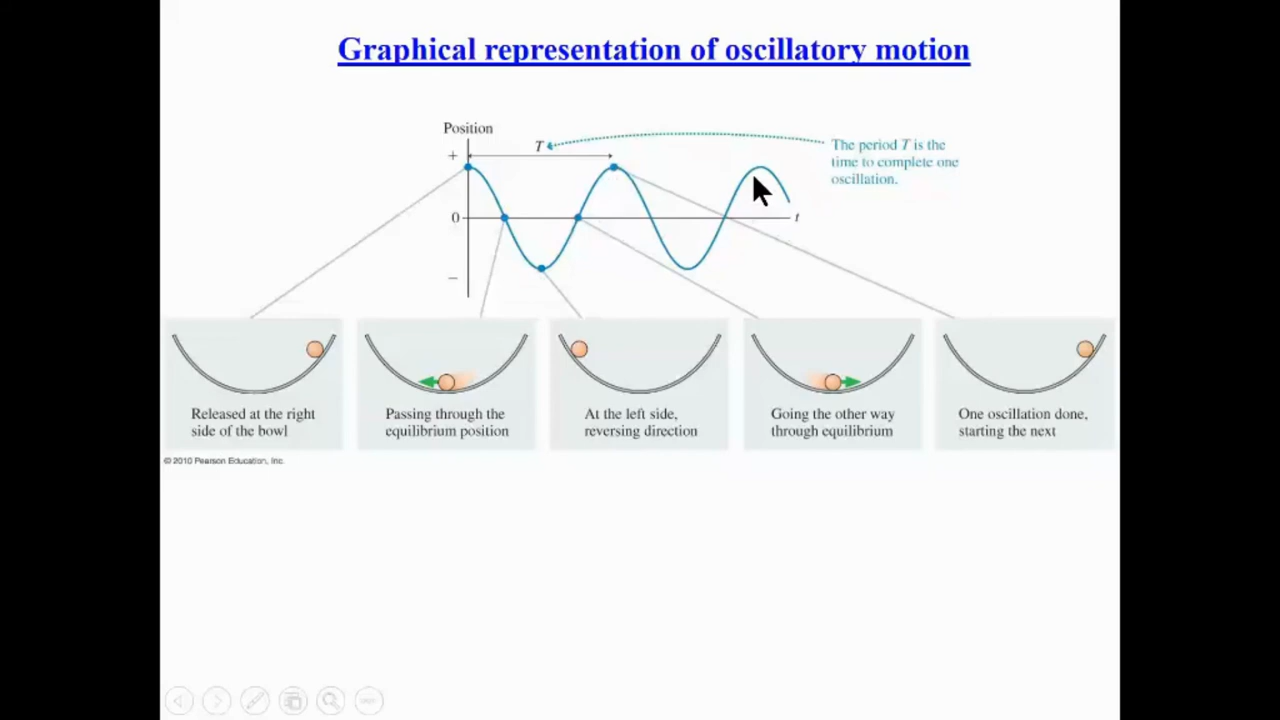 Graphical representation of oscillatory motion
Position
+
T
The period T is the
time to complete one
oscillation.
0
t
−
Released at the right
side of the bowl
Passing through the
equilibrium position
At the left side,
reversing direction
Going the other way
through equilibrium
One oscillation done,
starting the next
© 2010 Pearson Education, Inc.